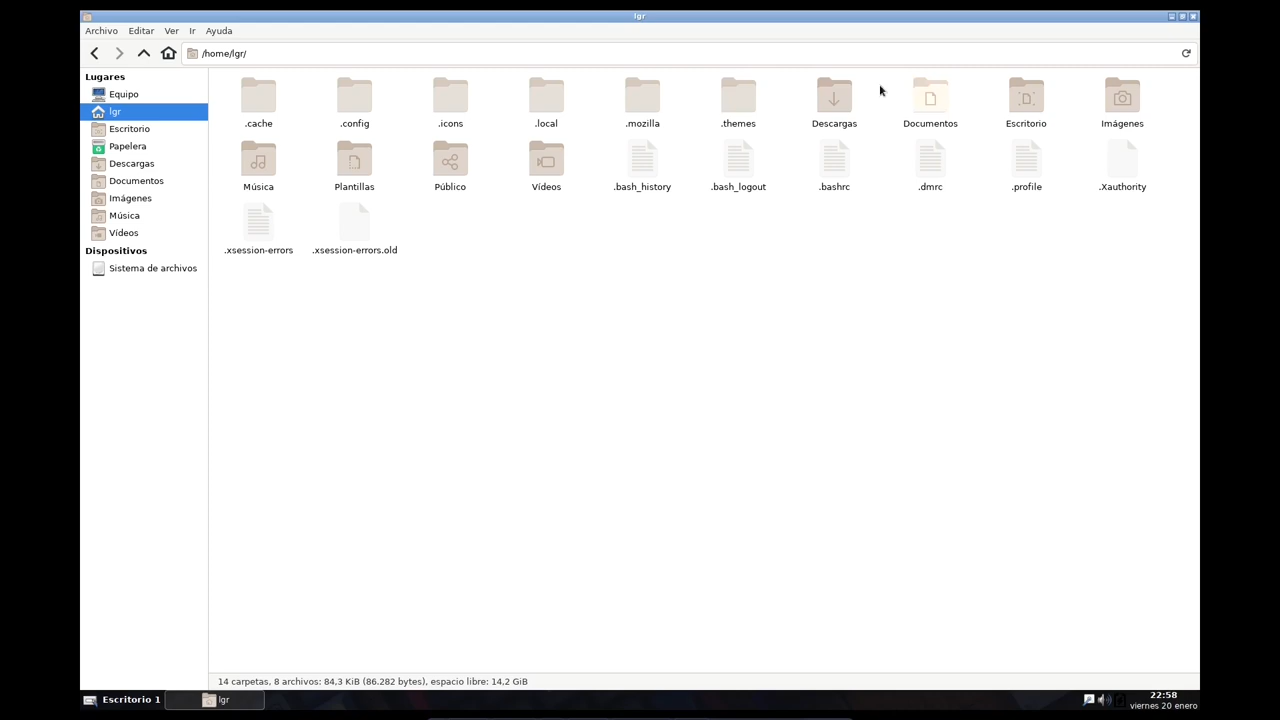 lgr
Archivo Editar Ver Ir Ayuda
/home/lgr/
Lugares
Equipo
lgr
Escritorio
Papelera
Descargas
Documentos
Imágenes
Música
Vídeos
Dispositivos
Sistema de archivos
.cache .config .icons .local .mozilla .themes Descargas Documentos Escritorio Imágenes
Música Plantillas Público Vídeos .bash_history .bash_logout .bashrc .dmrc .profile .Xauthority
.xsession-errors .xsession-errors.old
14 carpetas, 8 archivos: 84,3 KiB (86.282 bytes), espacio libre: 14,2 GiB
Escritorio 1 lgr 22:58
viernes 20 enero